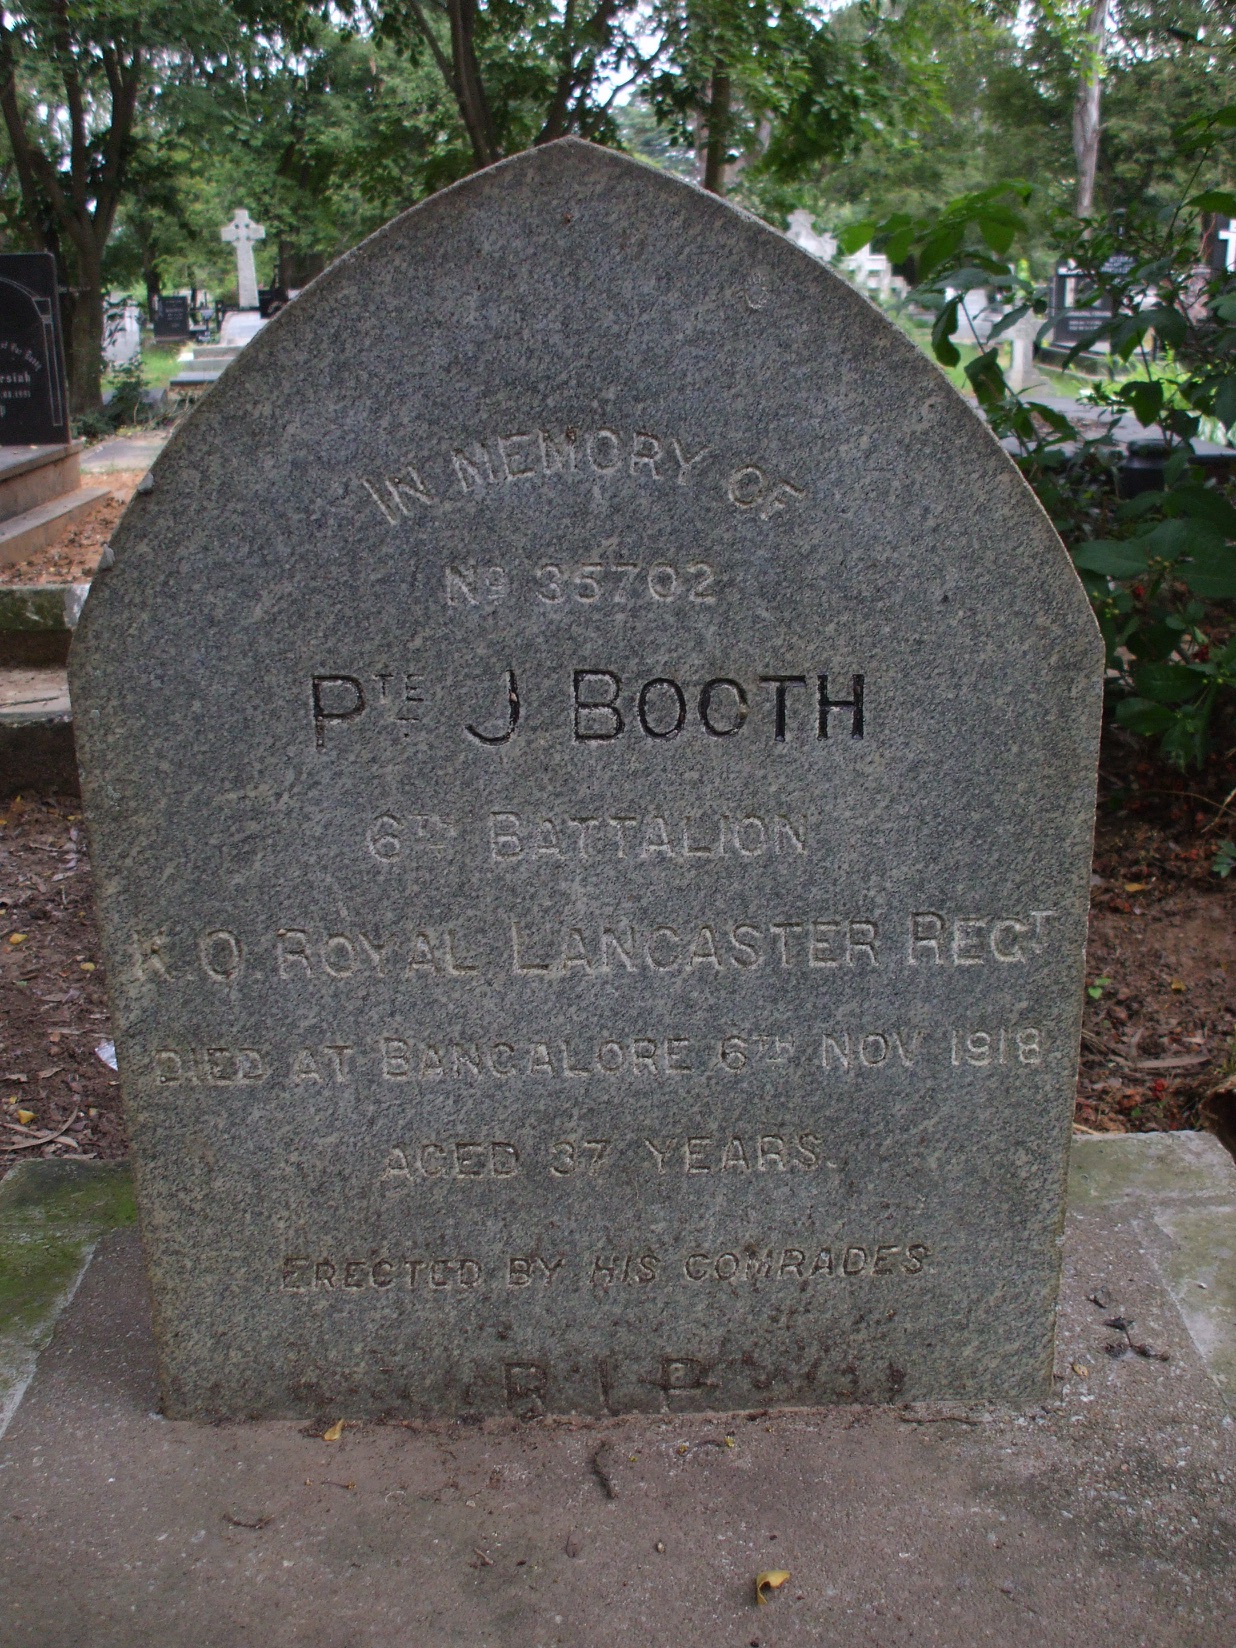 IN MEMORY OF
No 35702
PTE J BOOTH
6TH BATTALION
K.O. ROYAL LANCASTER REGT
DIED AT BANGALORE 6TH NOV 1918
AGED 37 YEARS.
ERECTED BY HIS COMRADES
R.I.P